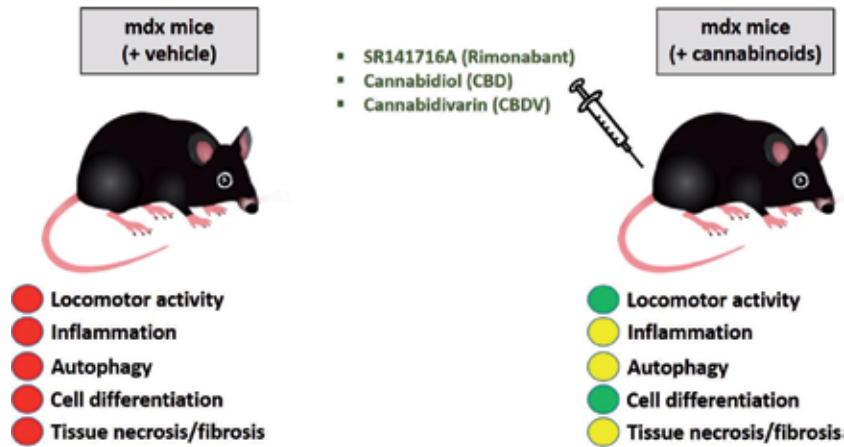 mdx mice
(+ vehicle)
▪ SR141716A (Rimonabant)
▪ Cannabidiol (CBD)
▪ Cannabidivarin (CBDV)
mdx mice
(+ cannabinoids)
Locomotor activity
Inflammation
Autophagy
Cell differentiation
Tissue necrosis/fibrosis
Locomotor activity
Inflammation
Autophagy
Cell differentiation
Tissue necrosis/fibrosis